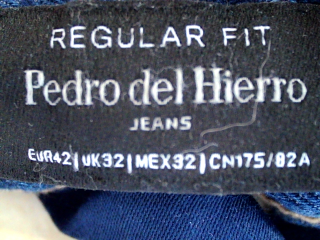 REGULAR FIT
Pedro del Hierro
JEANS
EUR42|UK32|MEX32|CN175/82A